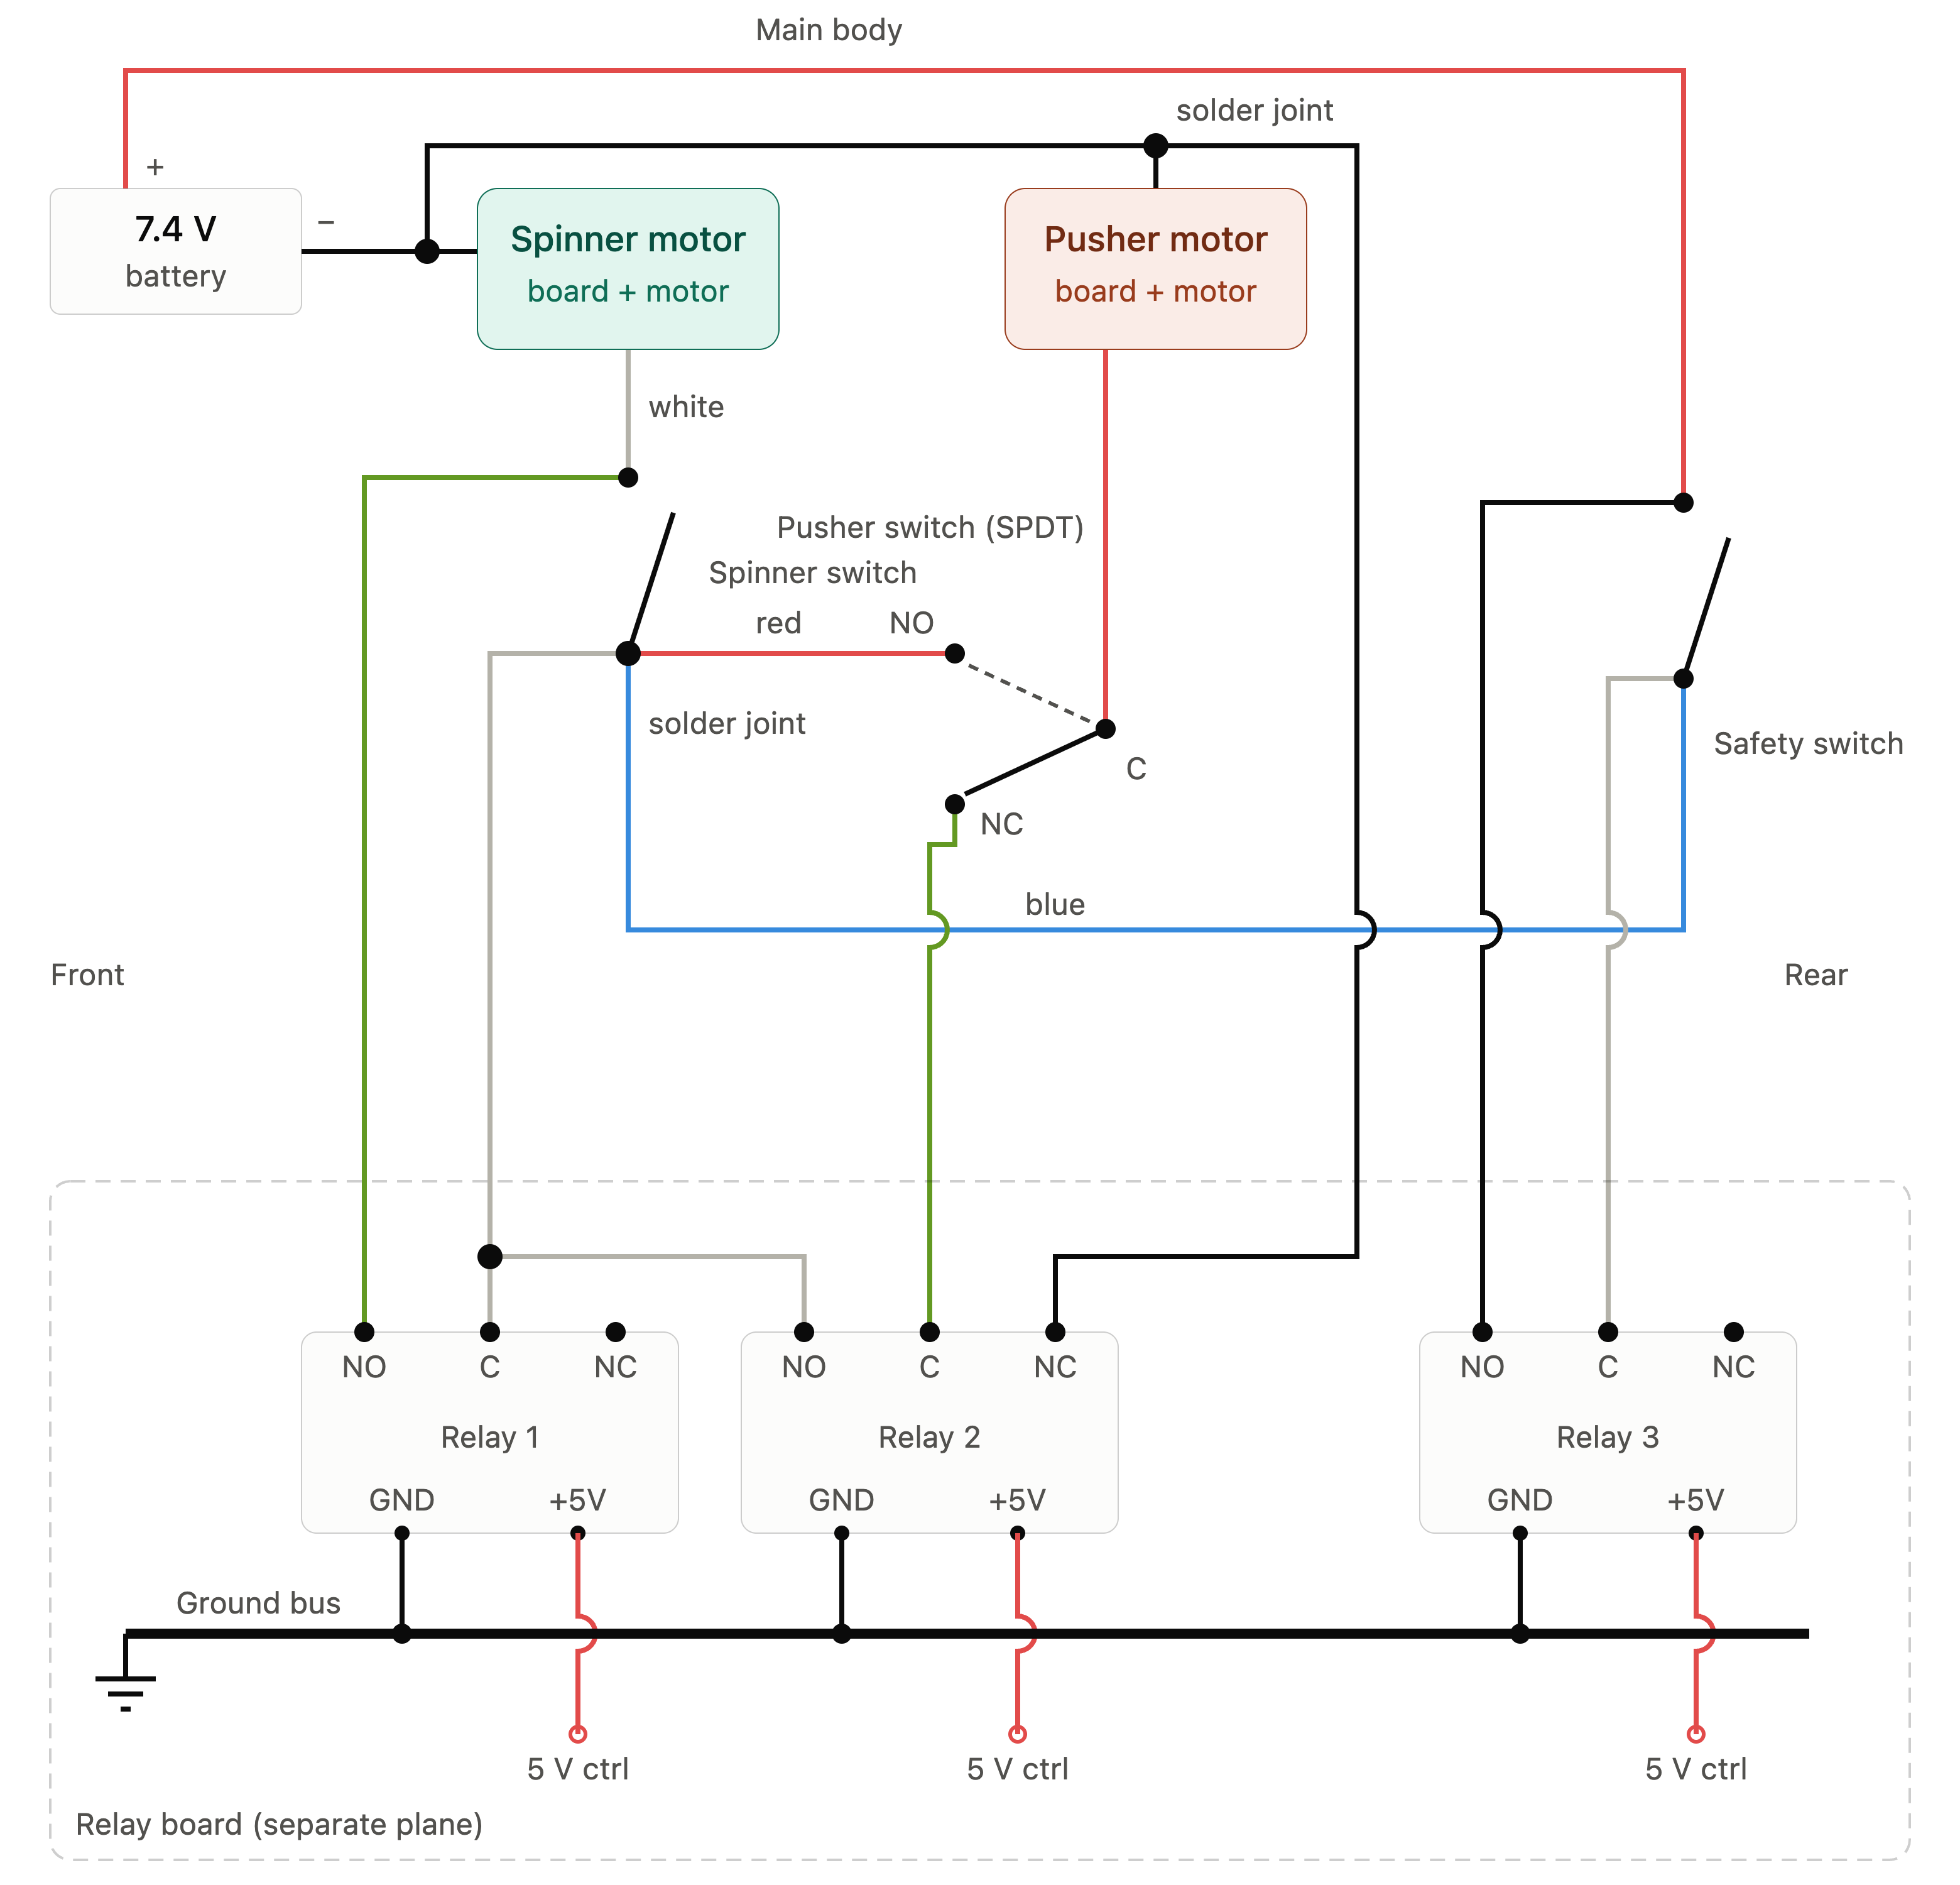 Main body
solder joint
+
−
7.4 V
battery
Spinner motor
board + motor
Pusher motor
board + motor
white
Pusher switch (SPDT)
Spinner switch
red
NO
solder joint
C
NC
Safety switch
blue
Front
Rear
NO
C
NC
Relay 1
GND
+5V
NO
C
NC
Relay 2
GND
+5V
NO
C
NC
Relay 3
GND
+5V
Ground bus
5 V ctrl
5 V ctrl
5 V ctrl
Relay board (separate plane)